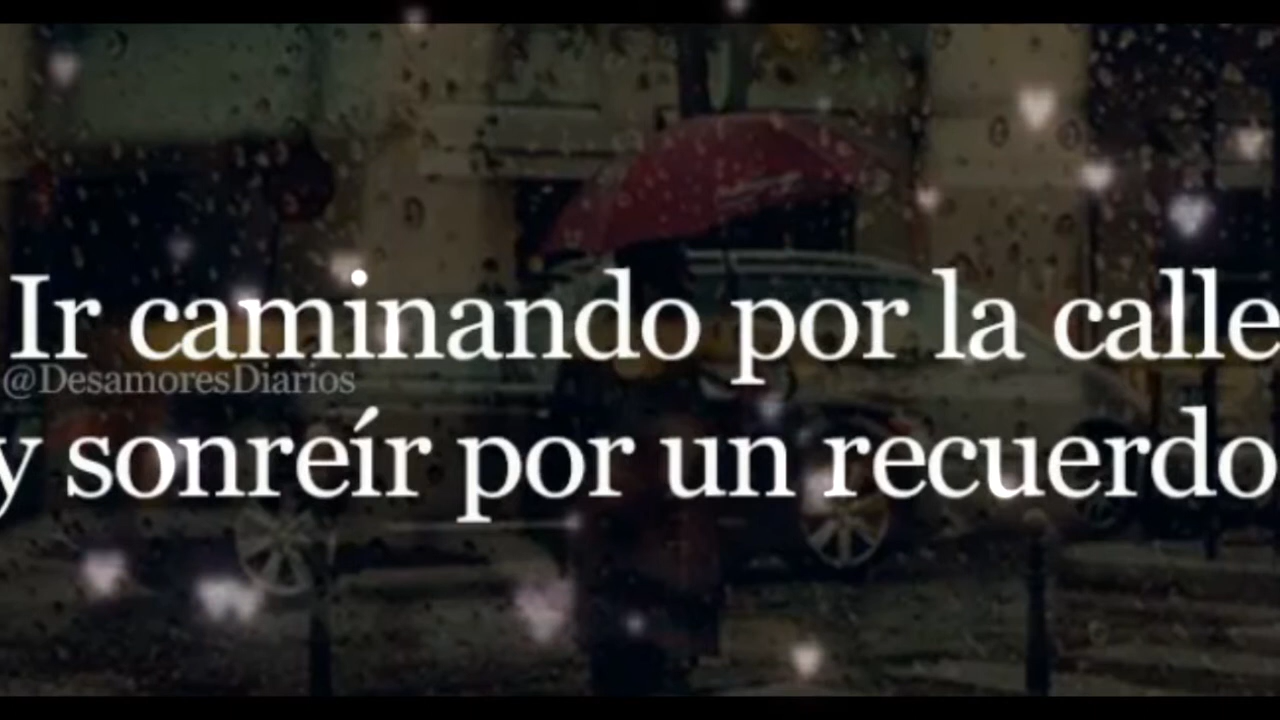 Ir caminando por la calle
@DesamoresDiarios
y sonreír por un recuerdo